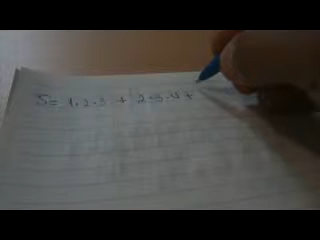 S = 1·2·3 + 2·3·4 +